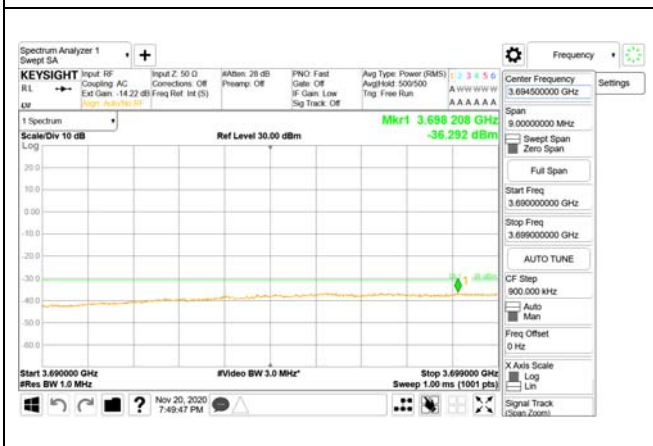 Spectrum Analyzer 1
Swept SA
+
Frequency
KEYSIGHT
RL
Input: RF
Coupling: AC
Ext Gain: -14.22 dB
Align: Auto/No RF
Input Z: 50 Ω
Corrections: Off
Freq Ref: Int (S)
#Atten: 28 dB
Preamp: Off
PNO: Fast
Gate: Off
IF Gain: Low
Sig Track: Off
Avg Type: Power (RMS)
Avg|Hold: 500/500
Trig: Free Run
1 2 3 4 5 6
A W W W W W
A A A A A A
1 Spectrum
Scale/Div 10 dB
Log
Ref Level 30.00 dBm
Mkr1 3.698 208 GHz
-36.292 dBm
20.0
10.0
0.00
-10.0
-20.0
-30.0
-40.0
-50.0
-60.0
1
Start 3.690000 GHz
#Res BW 1.0 MHz
#Video BW 3.0 MHz*
Stop 3.699000 GHz
Sweep 1.00 ms (1001 pts)
Nov 20, 2020
7:49:47 PM
?
Center Frequency
3.694500000 GHz
Settings
Span
9.00000000 MHz
Swept Span
Zero Span
Full Span
Start Freq
3.690000000 GHz
Stop Freq
3.699000000 GHz
AUTO TUNE
CF Step
900.000 kHz
Auto
Man
Freq Offset
0 Hz
X Axis Scale
Log
Lin
Signal Track
(Span Zoom)